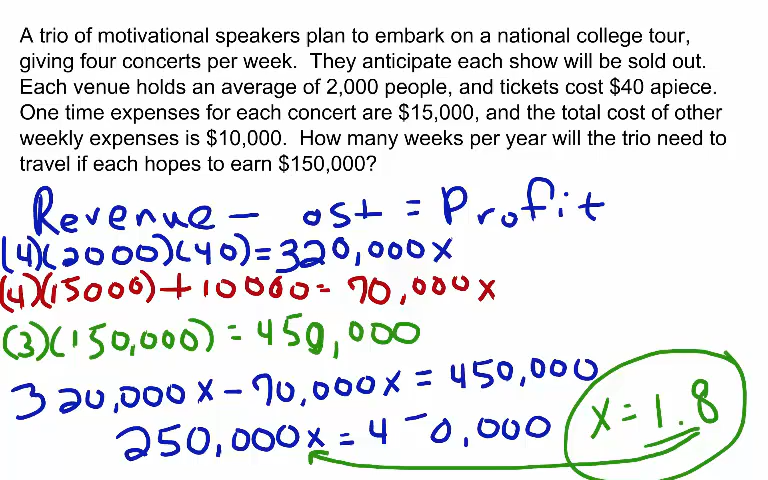 A trio of motivational speakers plan to embark on a national college tour,
giving four concerts per week. They anticipate each show will be sold out.
Each venue holds an average of 2,000 people, and tickets cost $40 apiece.
One time expenses for each concert are $15,000, and the total cost of other
weekly expenses is $10,000. How many weeks per year will the trio need to
travel if each hopes to earn $150,000?
Revenue - ost = Profit
(4)(2000)(40)=320,000x
(4)(15000)+10000=70,000x
(3)(150,000)=450,000
320,000x-70,000x=450,000
250,000x=4 0,000
x=1.8